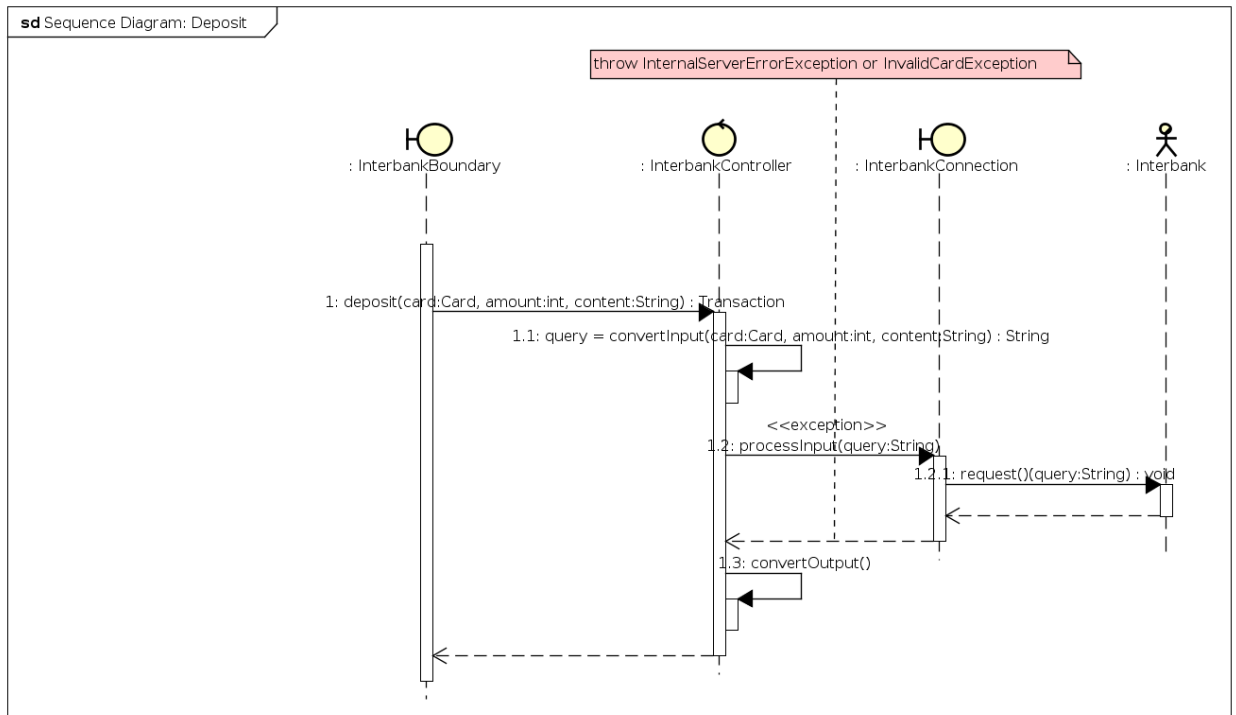 sd Sequence Diagram: Deposit
throw InternalServerErrorException or InvalidCardException
: InterbankBoundary
: InterbankController
: InterbankConnection
: Interbank
1: deposit(card:Card, amount:int, content:String) : Transaction
1.1: query = convertInput(card:Card, amount:int, content:String) : String
<<exception>>
1.2: processInput(query:String)
1.2.1: request()(query:String) : void
1.3: convertOutput()